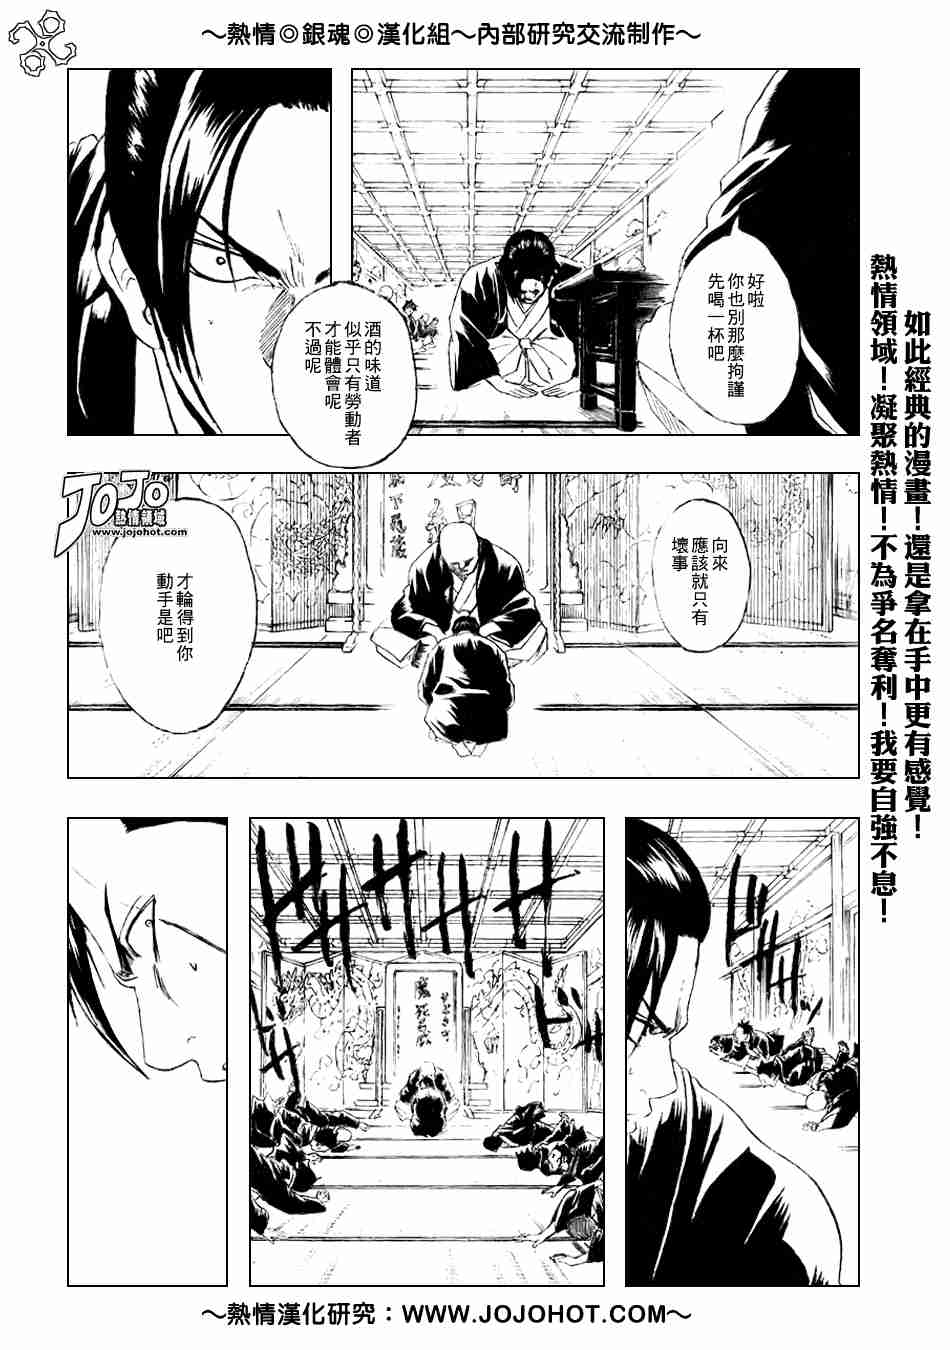 ~熱情◎銀魂◎漢化組~內部研究交流制作~
好啦
你也別那麼拘謹
先喝一杯吧
酒的味道
似乎只有勞動者
才能體會呢
不過呢
如此經典的漫畫!還是拿在手中更有感覺!
熱情領域!凝聚熱情!不為爭名奪利!我要自強不息!
JOJO
熱情領域
www.jojohot.com
向來
應該就只有
壞事
才輪得到你
動手是吧
~熱情漢化研究:WWW.JOJOHOT.COM~